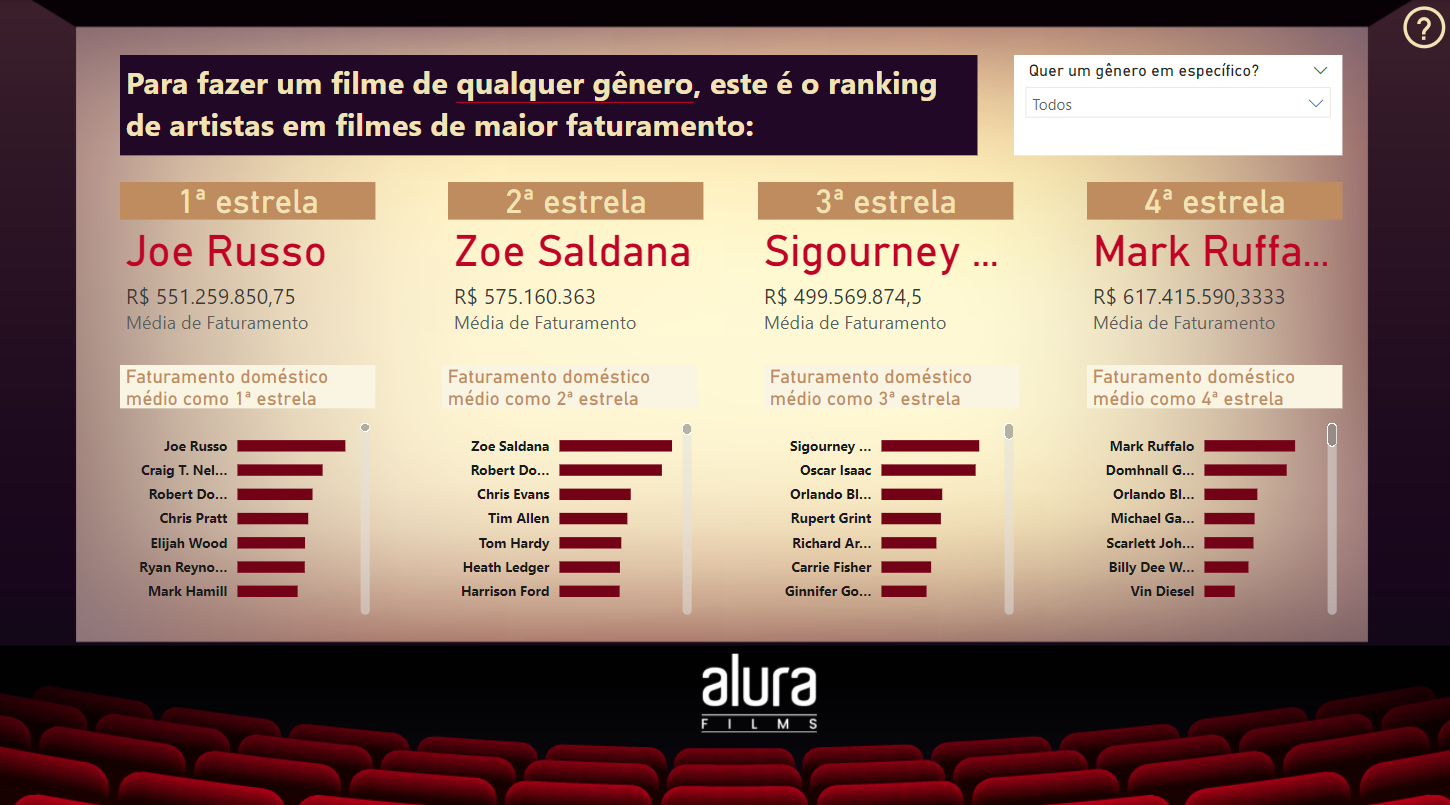 ?
Para fazer um filme de qualquer gênero, este é o ranking
de artistas em filmes de maior faturamento:
Quer um gênero em específico?
Todos
1ª estrela
Joe Russo
R$ 551.259.850,75
Média de Faturamento
2ª estrela
Zoe Saldana
R$ 575.160.363
Média de Faturamento
3ª estrela
Sigourney ...
R$ 499.569.874,5
Média de Faturamento
4ª estrela
Mark Ruffa...
R$ 617.415.590,3333
Média de Faturamento
Faturamento doméstico
médio como 1ª estrela
Joe Russo
Craig T. Nel...
Robert Do...
Chris Pratt
Elijah Wood
Ryan Reyno...
Mark Hamill
Faturamento doméstico
médio como 2ª estrela
Zoe Saldana
Robert Do...
Chris Evans
Tim Allen
Tom Hardy
Heath Ledger
Harrison Ford
Faturamento doméstico
médio como 3ª estrela
Sigourney ...
Oscar Isaac
Orlando Bl...
Rupert Grint
Richard Ar...
Carrie Fisher
Ginnifer Go...
Faturamento doméstico
médio como 4ª estrela
Mark Ruffalo
Domhnall G...
Orlando Bl...
Michael Ga...
Scarlett Joh...
Billy Dee W...
Vin Diesel
alura
FILMS